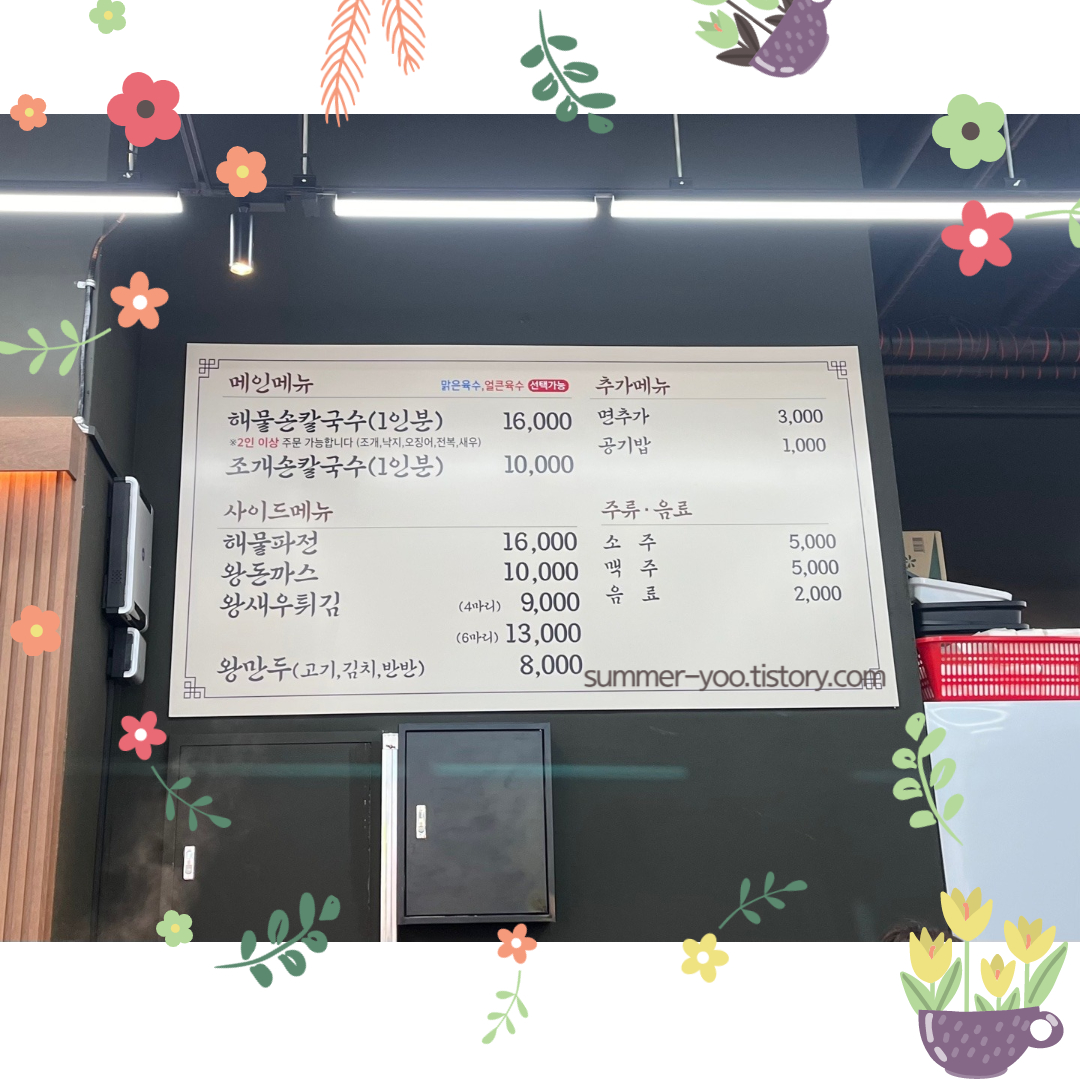 메인메뉴 맑은육수,얼큰육수 선택가능
해물손칼국수(1인분) 16,000
※2인 이상 주문 가능합니다 (조개,낙지,오징어,전복,새우)
조개손칼국수(1인분) 10,000
사이드메뉴
해물파전 16,000
왕돈까스 10,000
왕새우튀김 (4마리) 9,000
(6마리) 13,000
왕만두(고기,김치,반반) 8,000
추가메뉴
면추가 3,000
공기밥 1,000
주류·음료
소 주 5,000
맥 주 5,000
음 료 2,000
summer-yoo.tistory.com